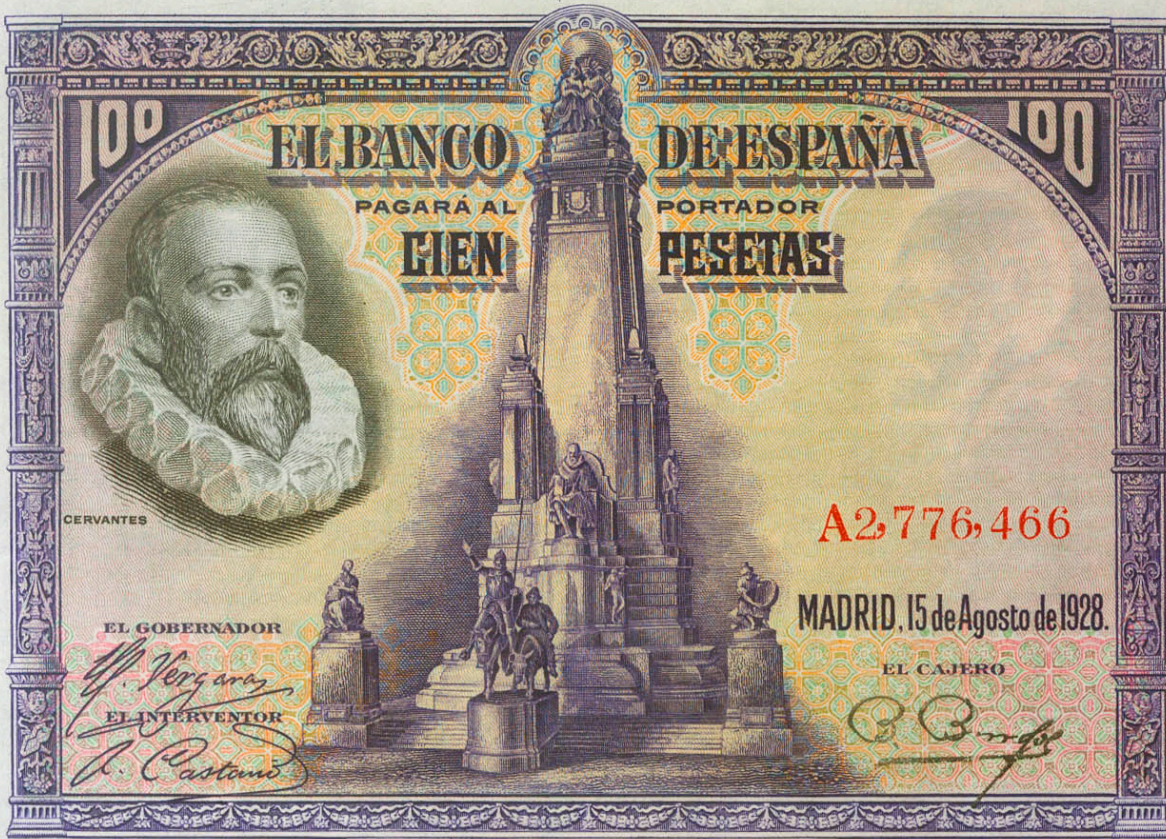 100 100
EL BANCO DE ESPAÑA
PAGARÁ AL PORTADOR
CIEN PESETAS
CERVANTES
A2,776,466
MADRID, 15 de Agosto de 1928.
EL GOBERNADOR
Vergara
EL INTERVENTOR
A. Castaño
EL CAJERO